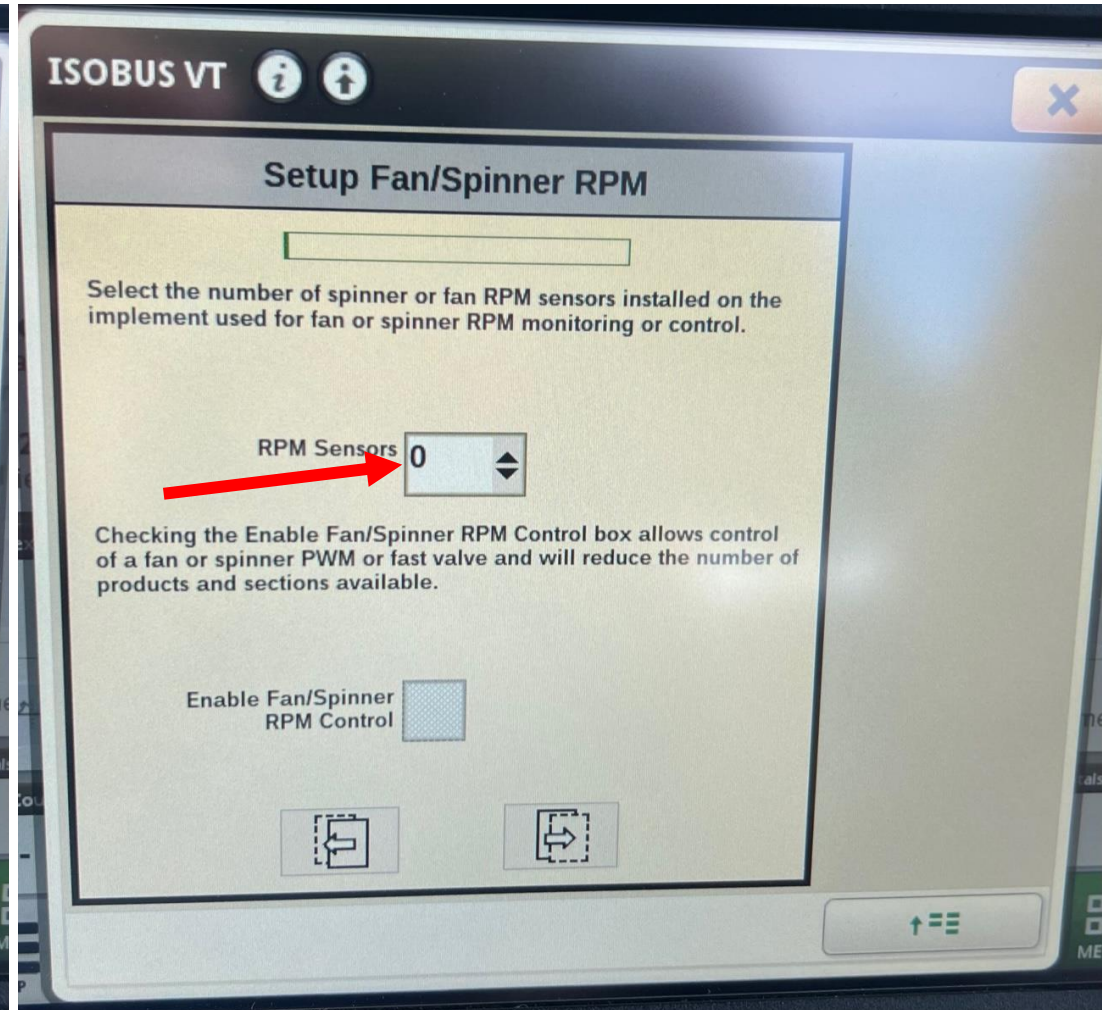 ISOBUS VT
Setup Fan/Spinner RPM
Select the number of spinner or fan RPM sensors installed on the
implement used for fan or spinner RPM monitoring or control.
RPM Sensors 0
Checking the Enable Fan/Spinner RPM Control box allows control
of a fan or spinner PWM or fast valve and will reduce the number of
products and sections available.
Enable Fan/Spinner
RPM Control